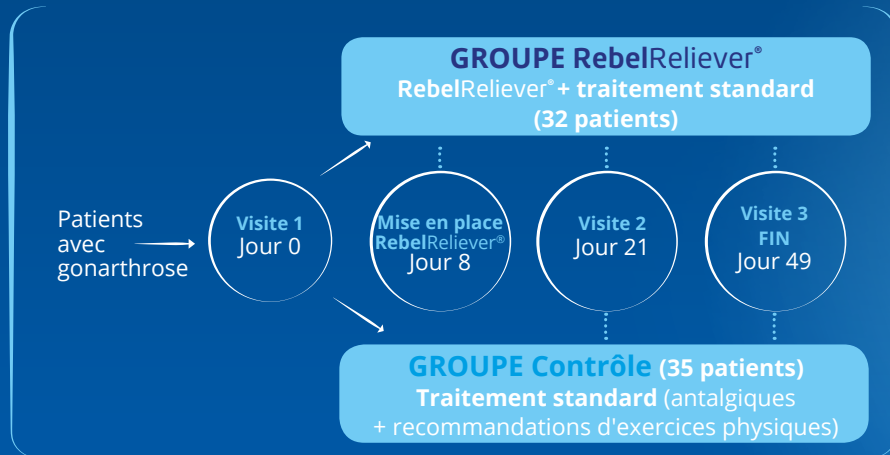 GROUPE RebelReliever®
RebelReliever® + traitement standard
(32 patients)
Patients
avec
gonarthrose
Visite 1
Jour 0
Mise en place
RebelReliever®
Jour 8
Visite 2
Jour 21
Visite 3
FIN
Jour 49
GROUPE Contrôle (35 patients)
Traitement standard (antalgiques
+ recommandations d'exercices physiques)